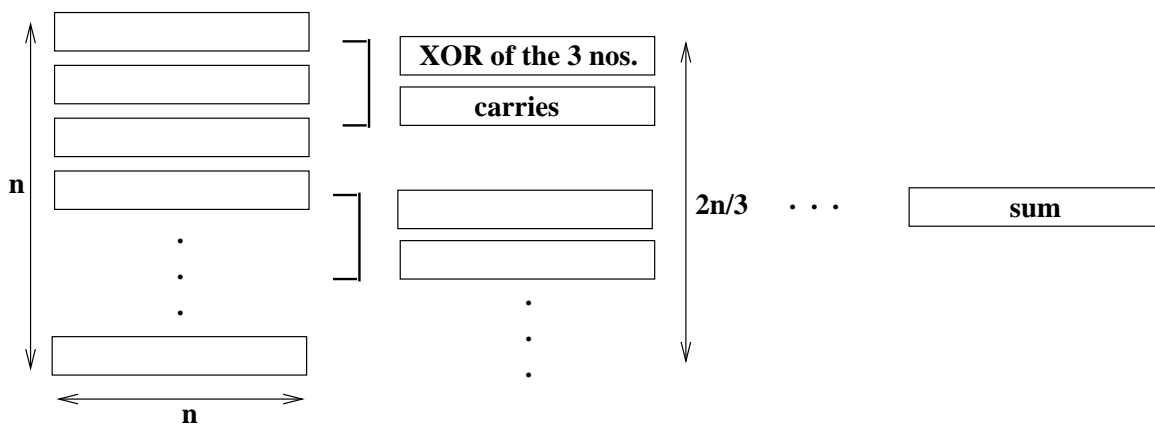 XOR of the 3 nos.
carries
n
2n/3
. . .
sum
n